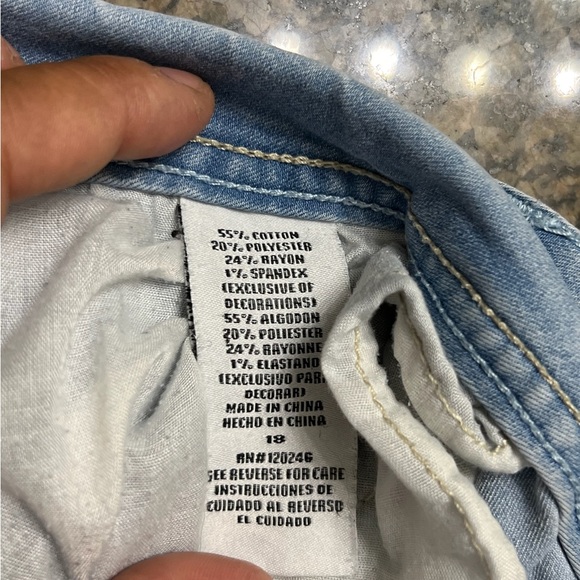 55% COTTON
20% POLYESTER
24% RAYON
1% SPANDEX
(EXCLUSIVE OF
DECORATIONS)
55% ALGODON
20% POLIESTER
24% RAYONNE
1% ELASTANO
(EXCLUSIVO PARA
DECORAR)
MADE IN CHINA
HECHO EN CHINA
18
RN#120246
SEE REVERSE FOR CARE
INSTRUCCIONES DE
CUIDADO AL REVERSO
EL CUIDADO